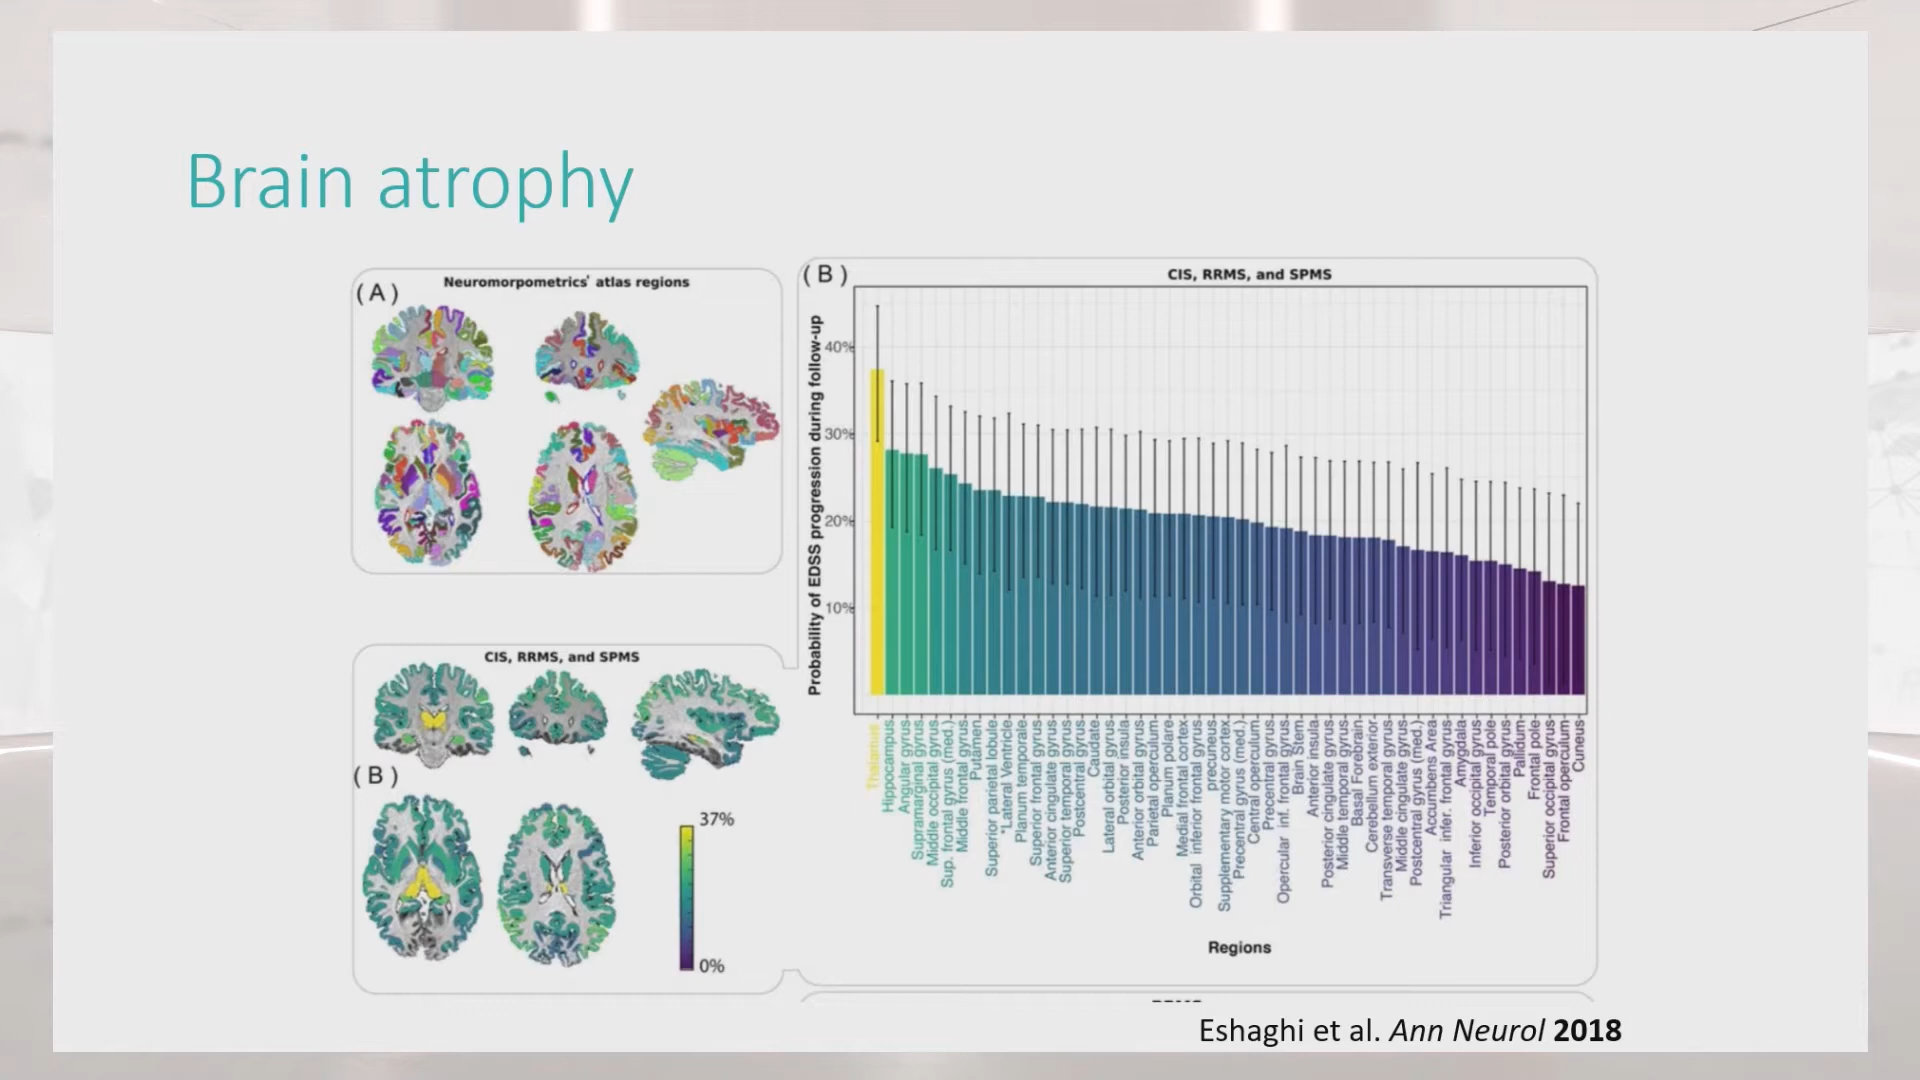 Brain atrophy
(A)
Neuromorpometrics' atlas regions
CIS, RRMS, and SPMS
(B)
37%
0%
(B)
CIS, RRMS, and SPMS
Probability of EDSS progression during follow-up
40%
30%
20%
10%
Thalamus
Hippocampus
Angular gyrus
Supramarginal gyrus
Middle occipital gyrus
Sup. frontal gyrus (med.)
Middle frontal gyrus
Putamen
Superior parietal lobule
*Lateral Ventricle
Planum temporale
Superior frontal gyrus
Anterior cingulate gyrus
Superior temporal gyrus
Postcentral gyrus
Caudate
Lateral orbital gyrus
Posterior insula
Anterior orbital gyrus
Parietal operculum
Planum polare
Medial frontal cortex
Orbital inferior frontal gyrus
precuneus
Supplementary motor cortex
Precentral gyrus (med.)
Central operculum
Precentral gyrus
Opercular inf. frontal gyrus
Brain Stem
Anterior insula
Posterior cingulate gyrus
Middle temporal gyrus
Basal Forebrain
Cerebellum exterior
Transverse temporal gyrus
Middle cingulate gyrus
Postcentral gyrus (med.)
Accumbens Area
Triangular infer. frontal gyrus
Amygdala
Inferior occipital gyrus
Temporal pole
Posterior orbital gyrus
Pallidum
Frontal pole
Superior occipital gyrus
Frontal operculum
Cuneus
Regions
Eshaghi et al. Ann Neurol 2018